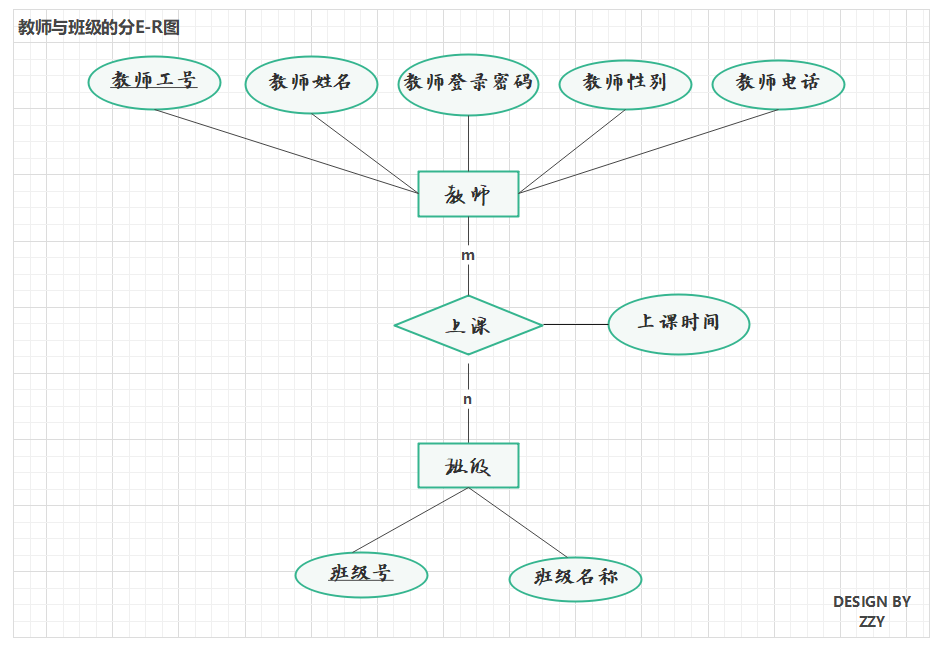 教师与班级的分E-R图
教师工号
教师姓名
教师登录密码
教师性别
教师电话
教师
m
上课
上课时间
n
班级
班级号
班级名称
DESIGN BY
ZZY